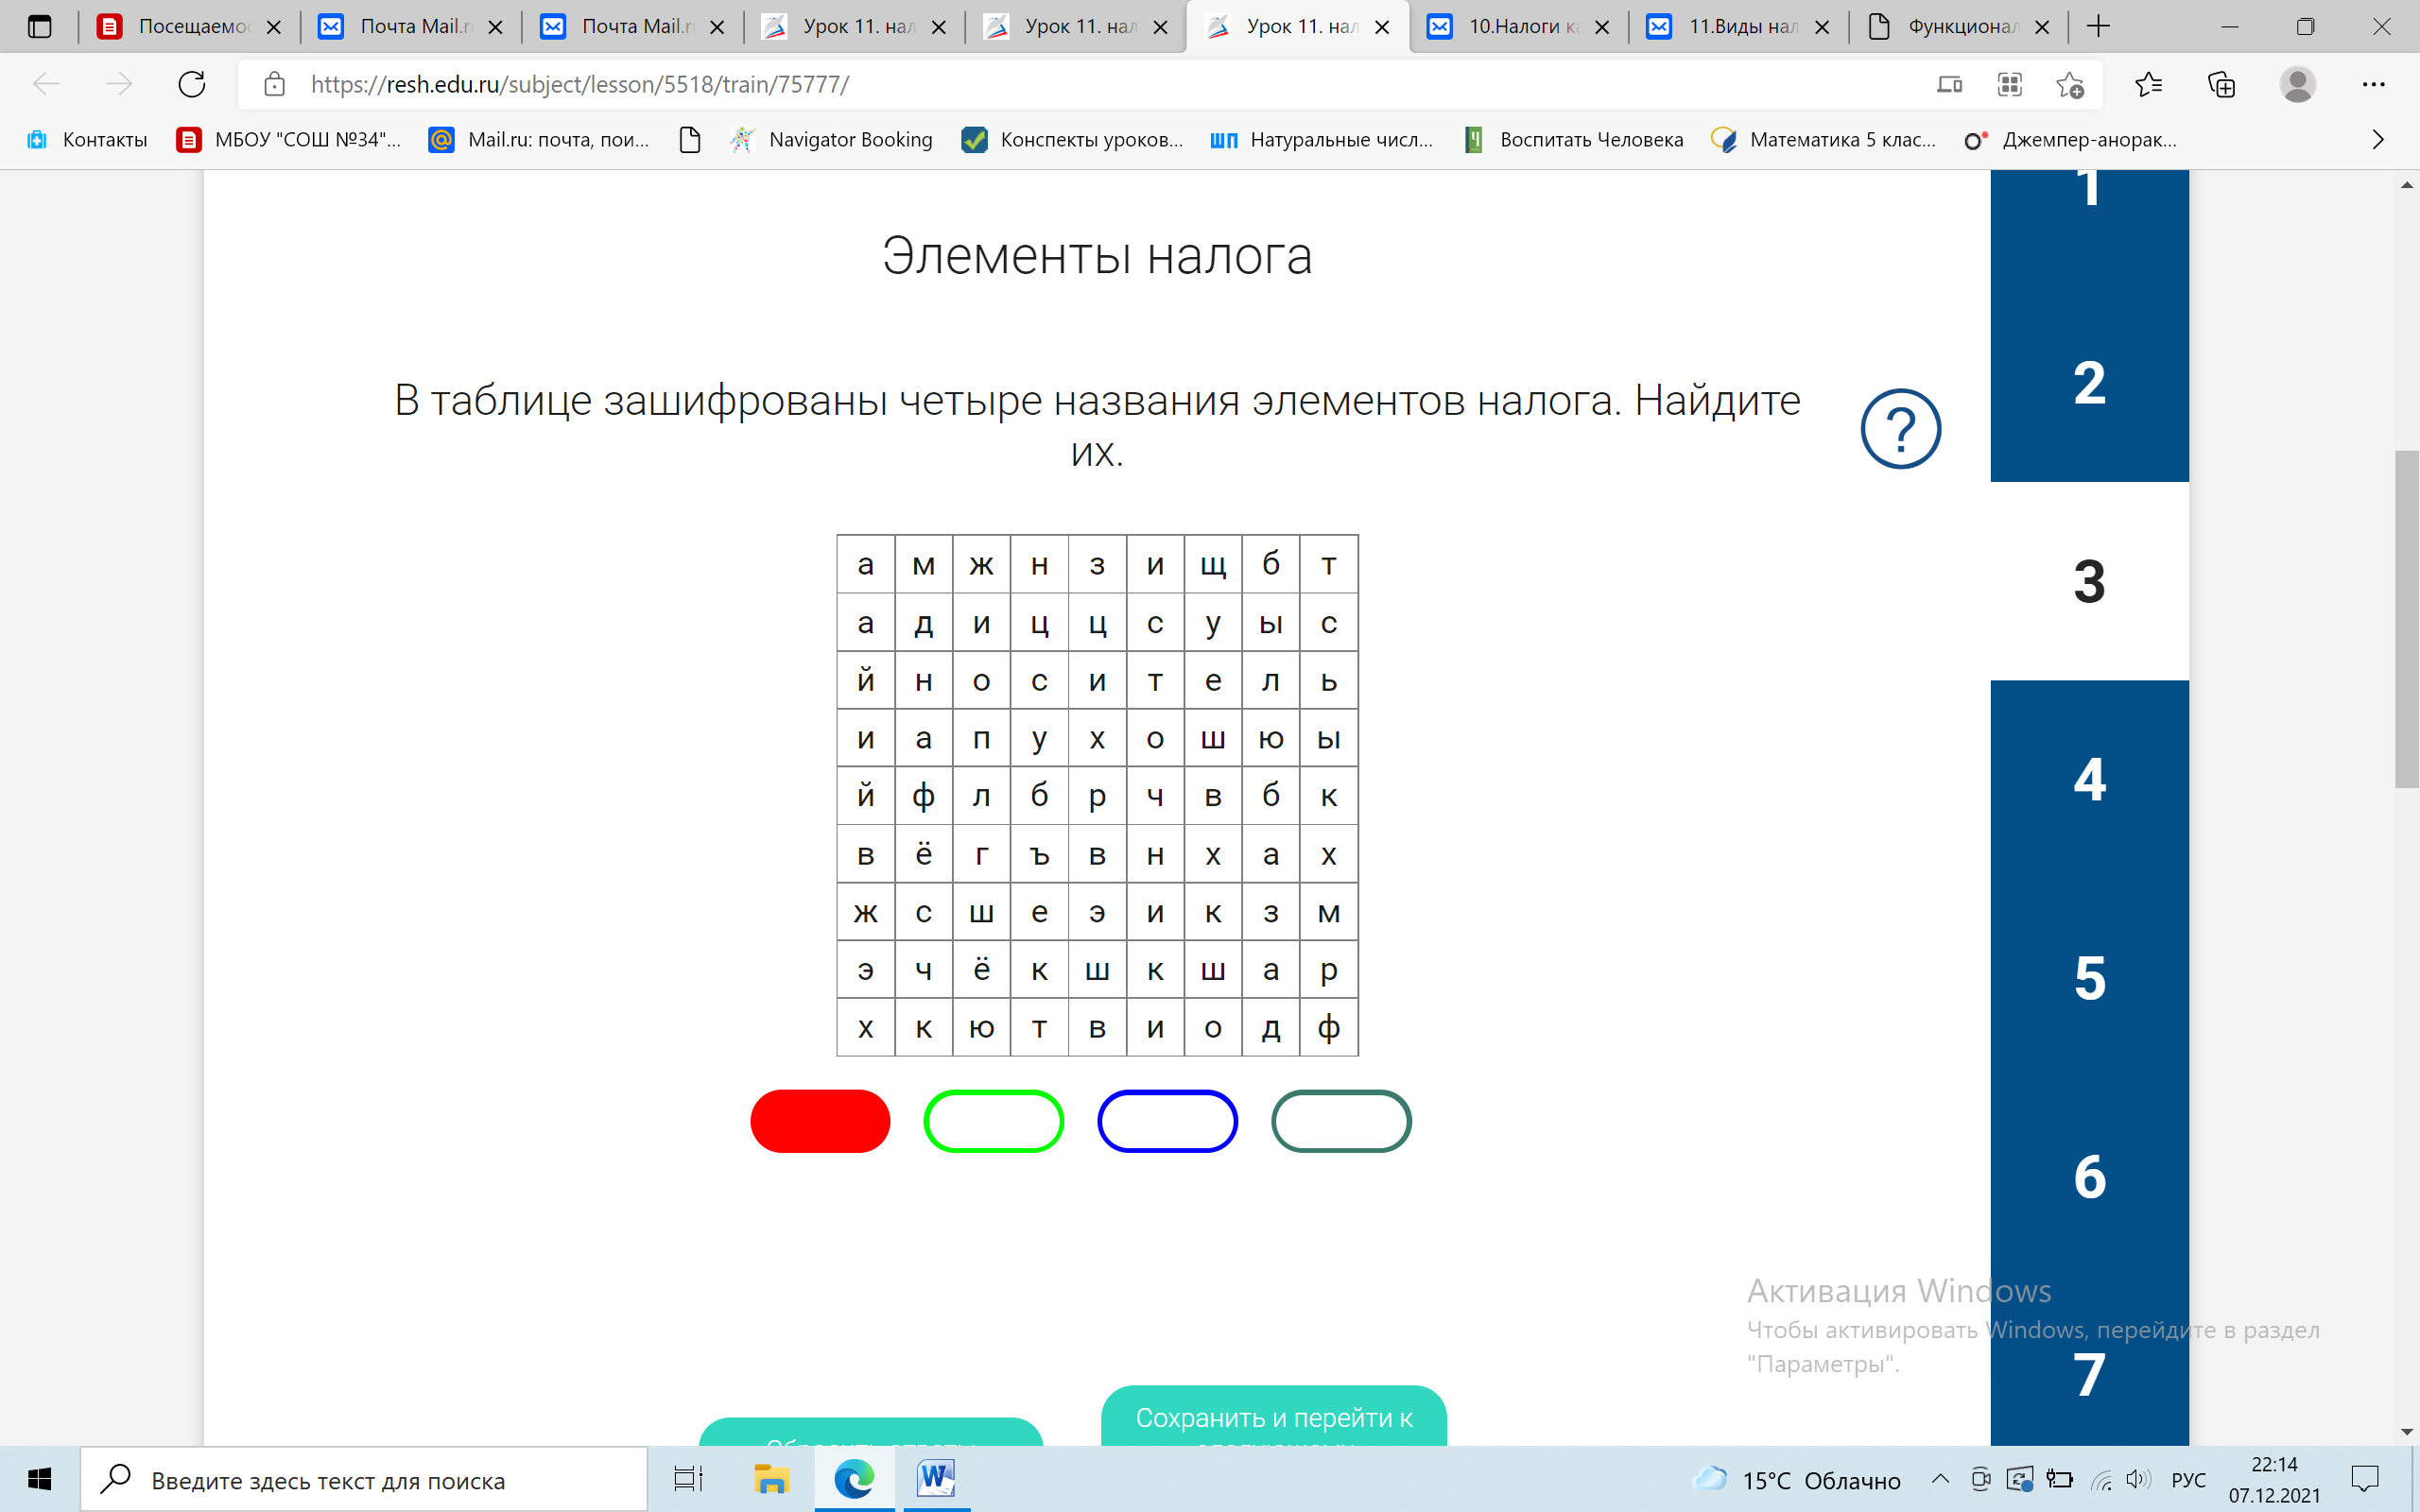 Посещаемо
Почта Mail.r
Почта Mail.r
Урок 11. нал
Урок 11. нал
Урок 11. нал
10.Налоги к
11.Виды нал
Функционал
https://resh.edu.ru/subject/lesson/5518/train/75777/
Контакты
МБОУ "СОШ №34"...
Mail.ru: почта, пои...
Navigator Booking
Конспекты уроков...
Натуральные числ...
Воспитать Человека
Математика 5 клас...
Джемпер-анорак...
Элементы налога
В таблице зашифрованы четыре названия элементов налога. Найдите
их.
?
а м ж н з и щ б т
а д и ц ц с у ы с
й н о с и т е л ь
и а п у х о ш ю ы
й ф л б р ч в б к
в ё г ъ в н х а х
ж с ш е э и к з м
э ч ё к ш к ш а р
х к ю т в и о д ф
1
2
3
4
5
6
7
Активация Windows
Чтобы активировать Windows, перейдите в раздел
"Параметры".
Сохранить и перейти к
Введите здесь текст для поиска
15°C Облачно
РУС
22:14
07.12.2021